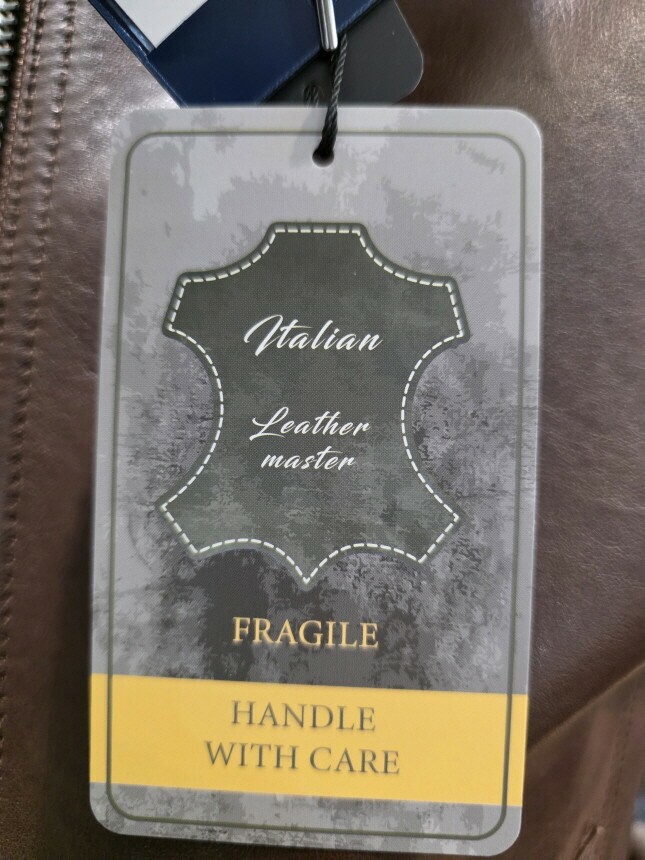 Italian
Leather
master
FRAGILE
HANDLE
WITH CARE